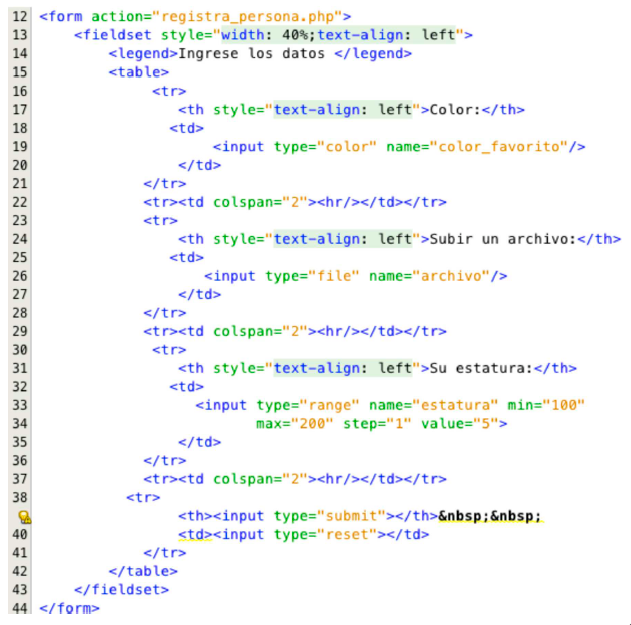 12 <form action="registra_persona.php">
13 <fieldset style="width: 40%;text-align: left">
14 <legend>Ingrese los datos </legend>
15 <table>
16 <tr>
17 <th style="text-align: left">Color:</th>
18 <td>
19 <input type="color" name="color_favorito"/>
20 </td>
21 </tr>
22 <tr><td colspan="2"><hr/></td></tr>
23 <tr>
24 <th style="text-align: left">Subir un archivo:</th>
25 <td>
26 <input type="file" name="archivo"/>
27 </td>
28 </tr>
29 <tr><td colspan="2"><hr/></td></tr>
30 <tr>
31 <th style="text-align: left">Su estatura:</th>
32 <td>
33 <input type="range" name="estatura" min="100"
34 max="200" step="1" value="5">
35 </td>
36 </tr>
37 <tr><td colspan="2"><hr/></td></tr>
38 <tr>
<th><input type="submit"></th>&nbsp;&nbsp;
40 <td><input type="reset"></td>
41 </tr>
42 </table>
43 </fieldset>
44 </form>